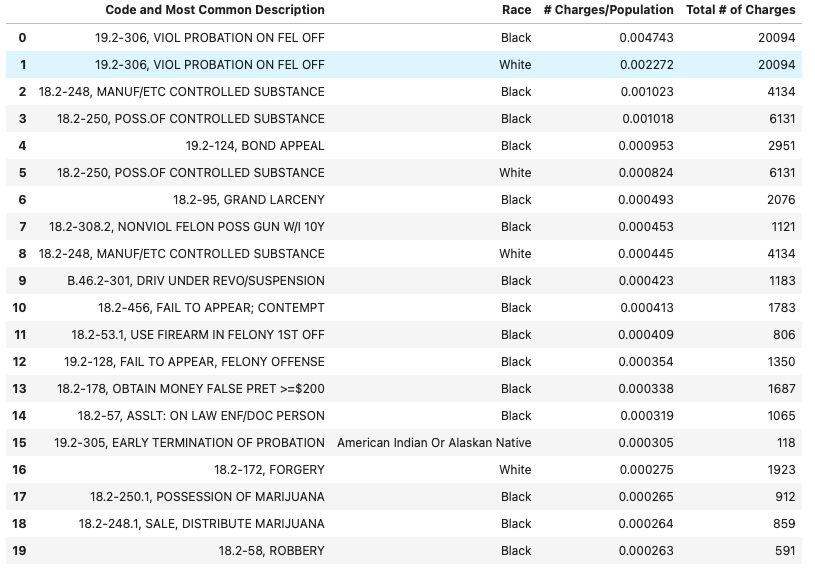 Code and Most Common Description Race # Charges/Population Total # of Charges
0 19.2-306, VIOL PROBATION ON FEL OFF Black 0.004743 20094
1 19.2-306, VIOL PROBATION ON FEL OFF White 0.002272 20094
2 18.2-248, MANUF/ETC CONTROLLED SUBSTANCE Black 0.001023 4134
3 18.2-250, POSS.OF CONTROLLED SUBSTANCE Black 0.001018 6131
4 19.2-124, BOND APPEAL Black 0.000953 2951
5 18.2-250, POSS.OF CONTROLLED SUBSTANCE White 0.000824 6131
6 18.2-95, GRAND LARCENY Black 0.000493 2076
7 18.2-308.2, NONVIOL FELON POSS GUN W/I 10Y Black 0.000453 1121
8 18.2-248, MANUF/ETC CONTROLLED SUBSTANCE White 0.000445 4134
9 B.46.2-301, DRIV UNDER REVO/SUSPENSION Black 0.000423 1183
10 18.2-456, FAIL TO APPEAR; CONTEMPT Black 0.000413 1783
11 18.2-53.1, USE FIREARM IN FELONY 1ST OFF Black 0.000409 806
12 19.2-128, FAIL TO APPEAR, FELONY OFFENSE Black 0.000354 1350
13 18.2-178, OBTAIN MONEY FALSE PRET >=$200 Black 0.000338 1687
14 18.2-57, ASSLT: ON LAW ENF/DOC PERSON Black 0.000319 1065
15 19.2-305, EARLY TERMINATION OF PROBATION American Indian Or Alaskan Native 0.000305 118
16 18.2-172, FORGERY White 0.000275 1923
17 18.2-250.1, POSSESSION OF MARIJUANA Black 0.000265 912
18 18.2-248.1, SALE, DISTRIBUTE MARIJUANA Black 0.000264 859
19 18.2-58, ROBBERY Black 0.000263 591